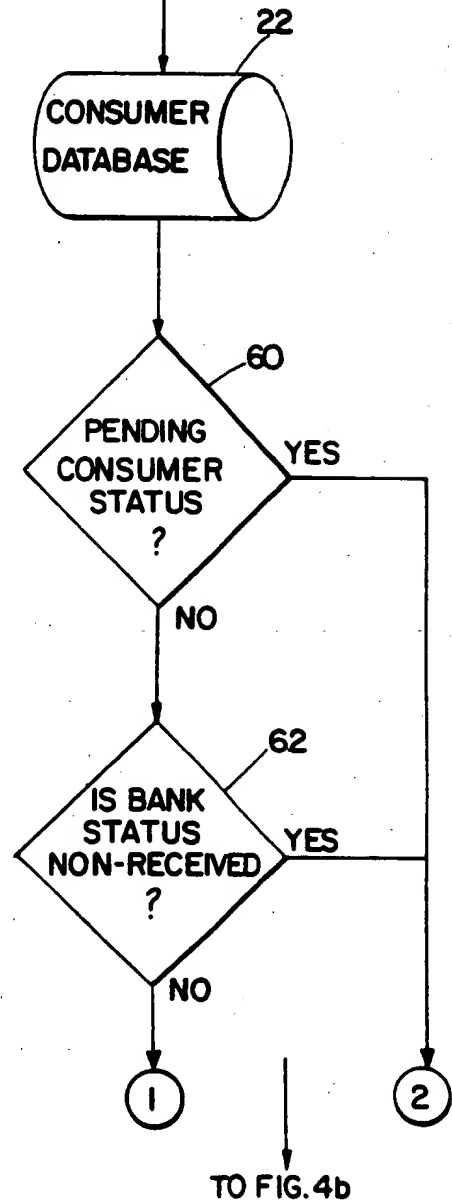 22
CONSUMER
DATABASE
60
PENDING
CONSUMER
STATUS
?
YES
NO
62
IS BANK
STATUS
NON-RECEIVED
?
YES
NO
1
2
TO FIG. 4b